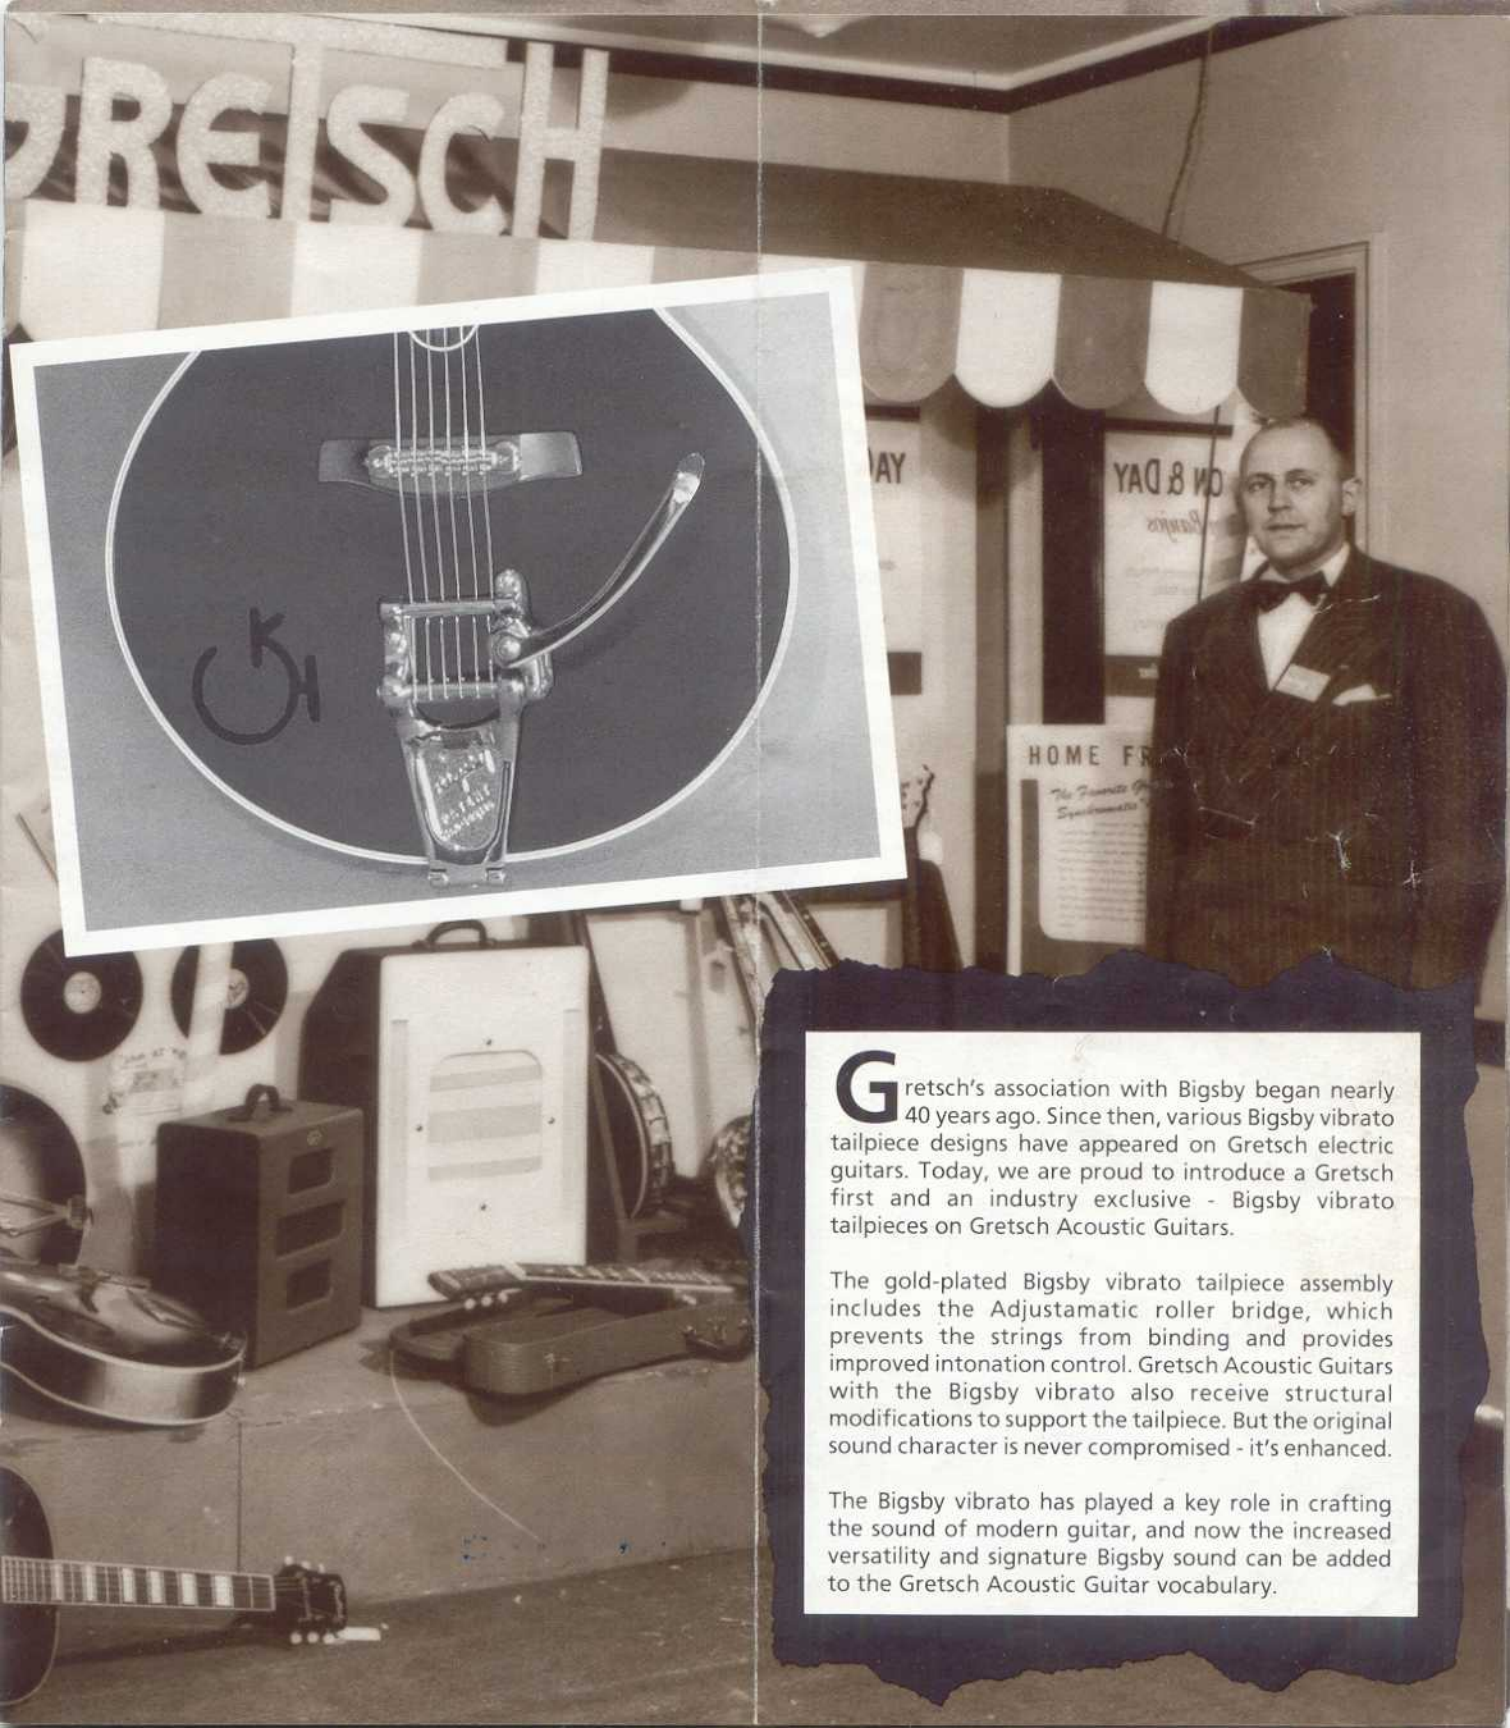 GRETSCH
AY
ON & DAY
Banjos
HOME FR
The Favorite
Synchromatic
Gretsch's association with Bigsby began nearly
40 years ago. Since then, various Bigsby vibrato
tailpiece designs have appeared on Gretsch electric
guitars. Today, we are proud to introduce a Gretsch
first and an industry exclusive - Bigsby vibrato
tailpieces on Gretsch Acoustic Guitars.
The gold-plated Bigsby vibrato tailpiece assembly
includes the Adjustamatic roller bridge, which
prevents the strings from binding and provides
improved intonation control. Gretsch Acoustic Guitars
with the Bigsby vibrato also receive structural
modifications to support the tailpiece. But the original
sound character is never compromised - it's enhanced.
The Bigsby vibrato has played a key role in crafting
the sound of modern guitar, and now the increased
versatility and signature Bigsby sound can be added
to the Gretsch Acoustic Guitar vocabulary.